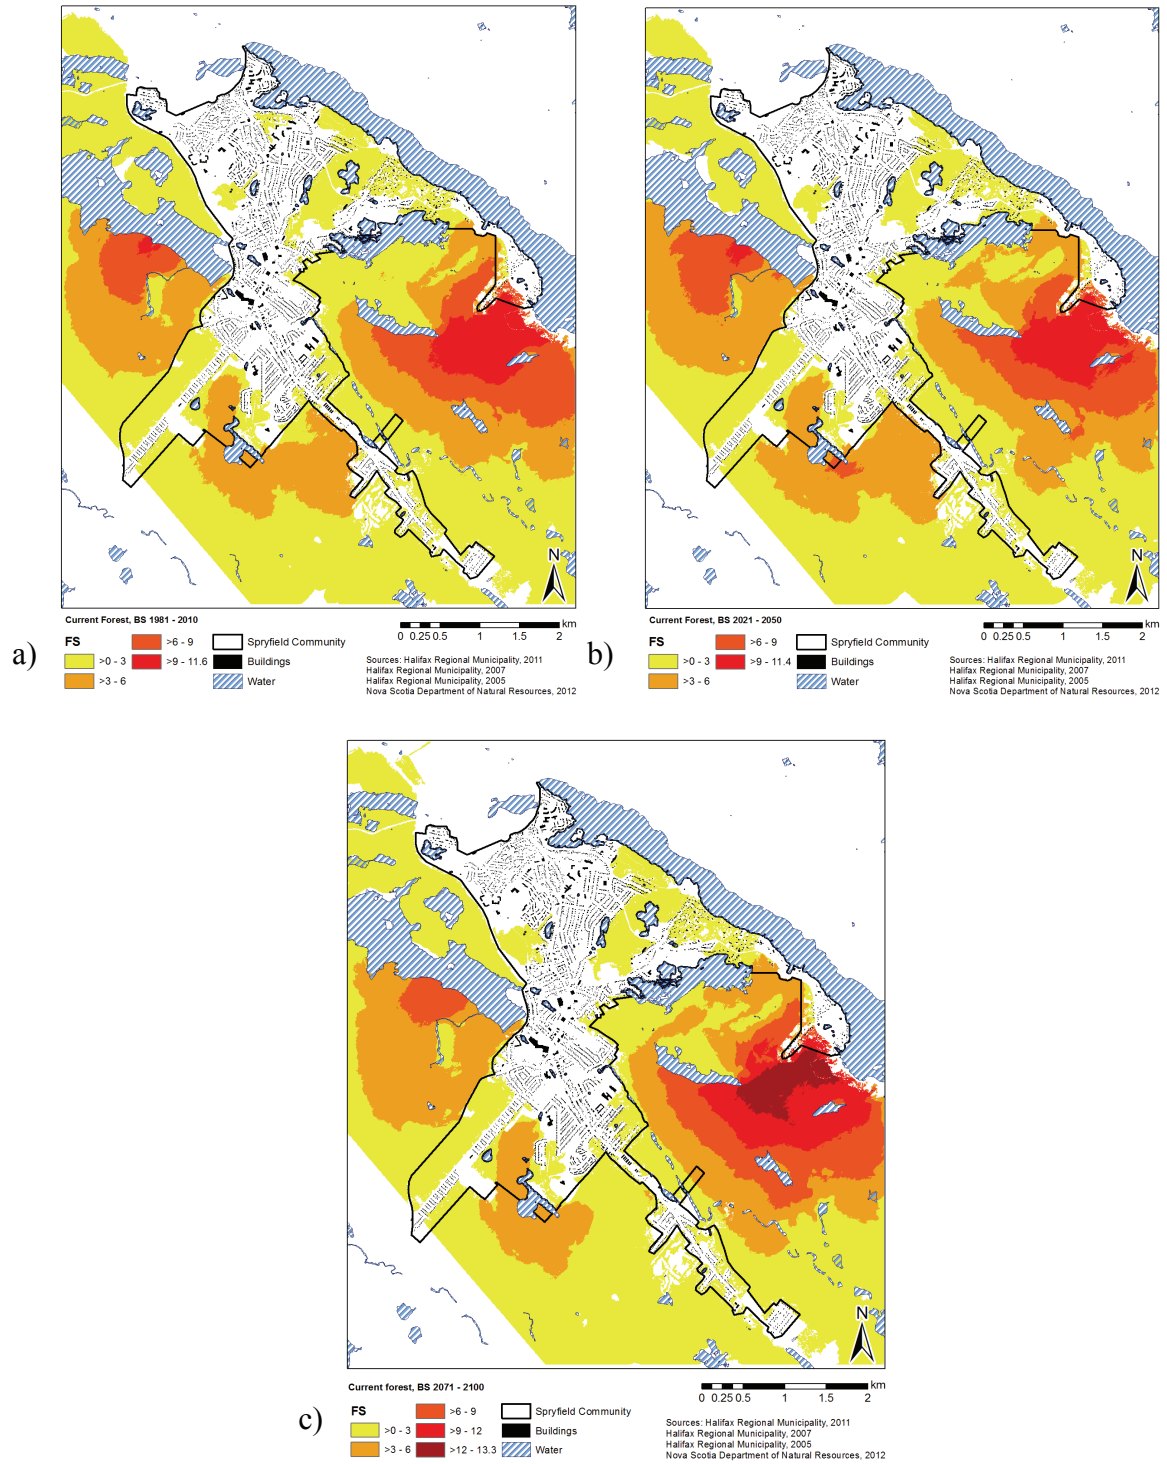 N
Current Forest, BS 1981 - 2010
FS
>0 - 3
>3 - 6
>6 - 9
>9 - 11.6
Spryfield Community
Buildings
Water
0 0.25 0.5 1 1.5 2 km
Sources: Halifax Regional Municipality, 2011
Halifax Regional Municipality, 2007
Halifax Regional Municipality, 2005
Nova Scotia Department of Natural Resources, 2012
a)
N
Current Forest, BS 2021 - 2050
FS
>0 - 3
>3 - 6
>6 - 9
>9 - 11.4
Spryfield Community
Buildings
Water
0 0.25 0.5 1 1.5 2 km
Sources: Halifax Regional Municipality, 2011
Halifax Regional Municipality, 2007
Halifax Regional Municipality, 2005
Nova Scotia Department of Natural Resources, 2012
b)
N
Current forest, BS 2071 - 2100
FS
>0 - 3
>3 - 6
>6 - 9
>9 - 12
>12 - 13.3
Spryfield Community
Buildings
Water
0 0.25 0.5 1 1.5 2 km
Sources: Halifax Regional Municipality, 2011
Halifax Regional Municipality, 2007
Halifax Regional Municipality, 2005
Nova Scotia Department of Natural Resources, 2012
c)